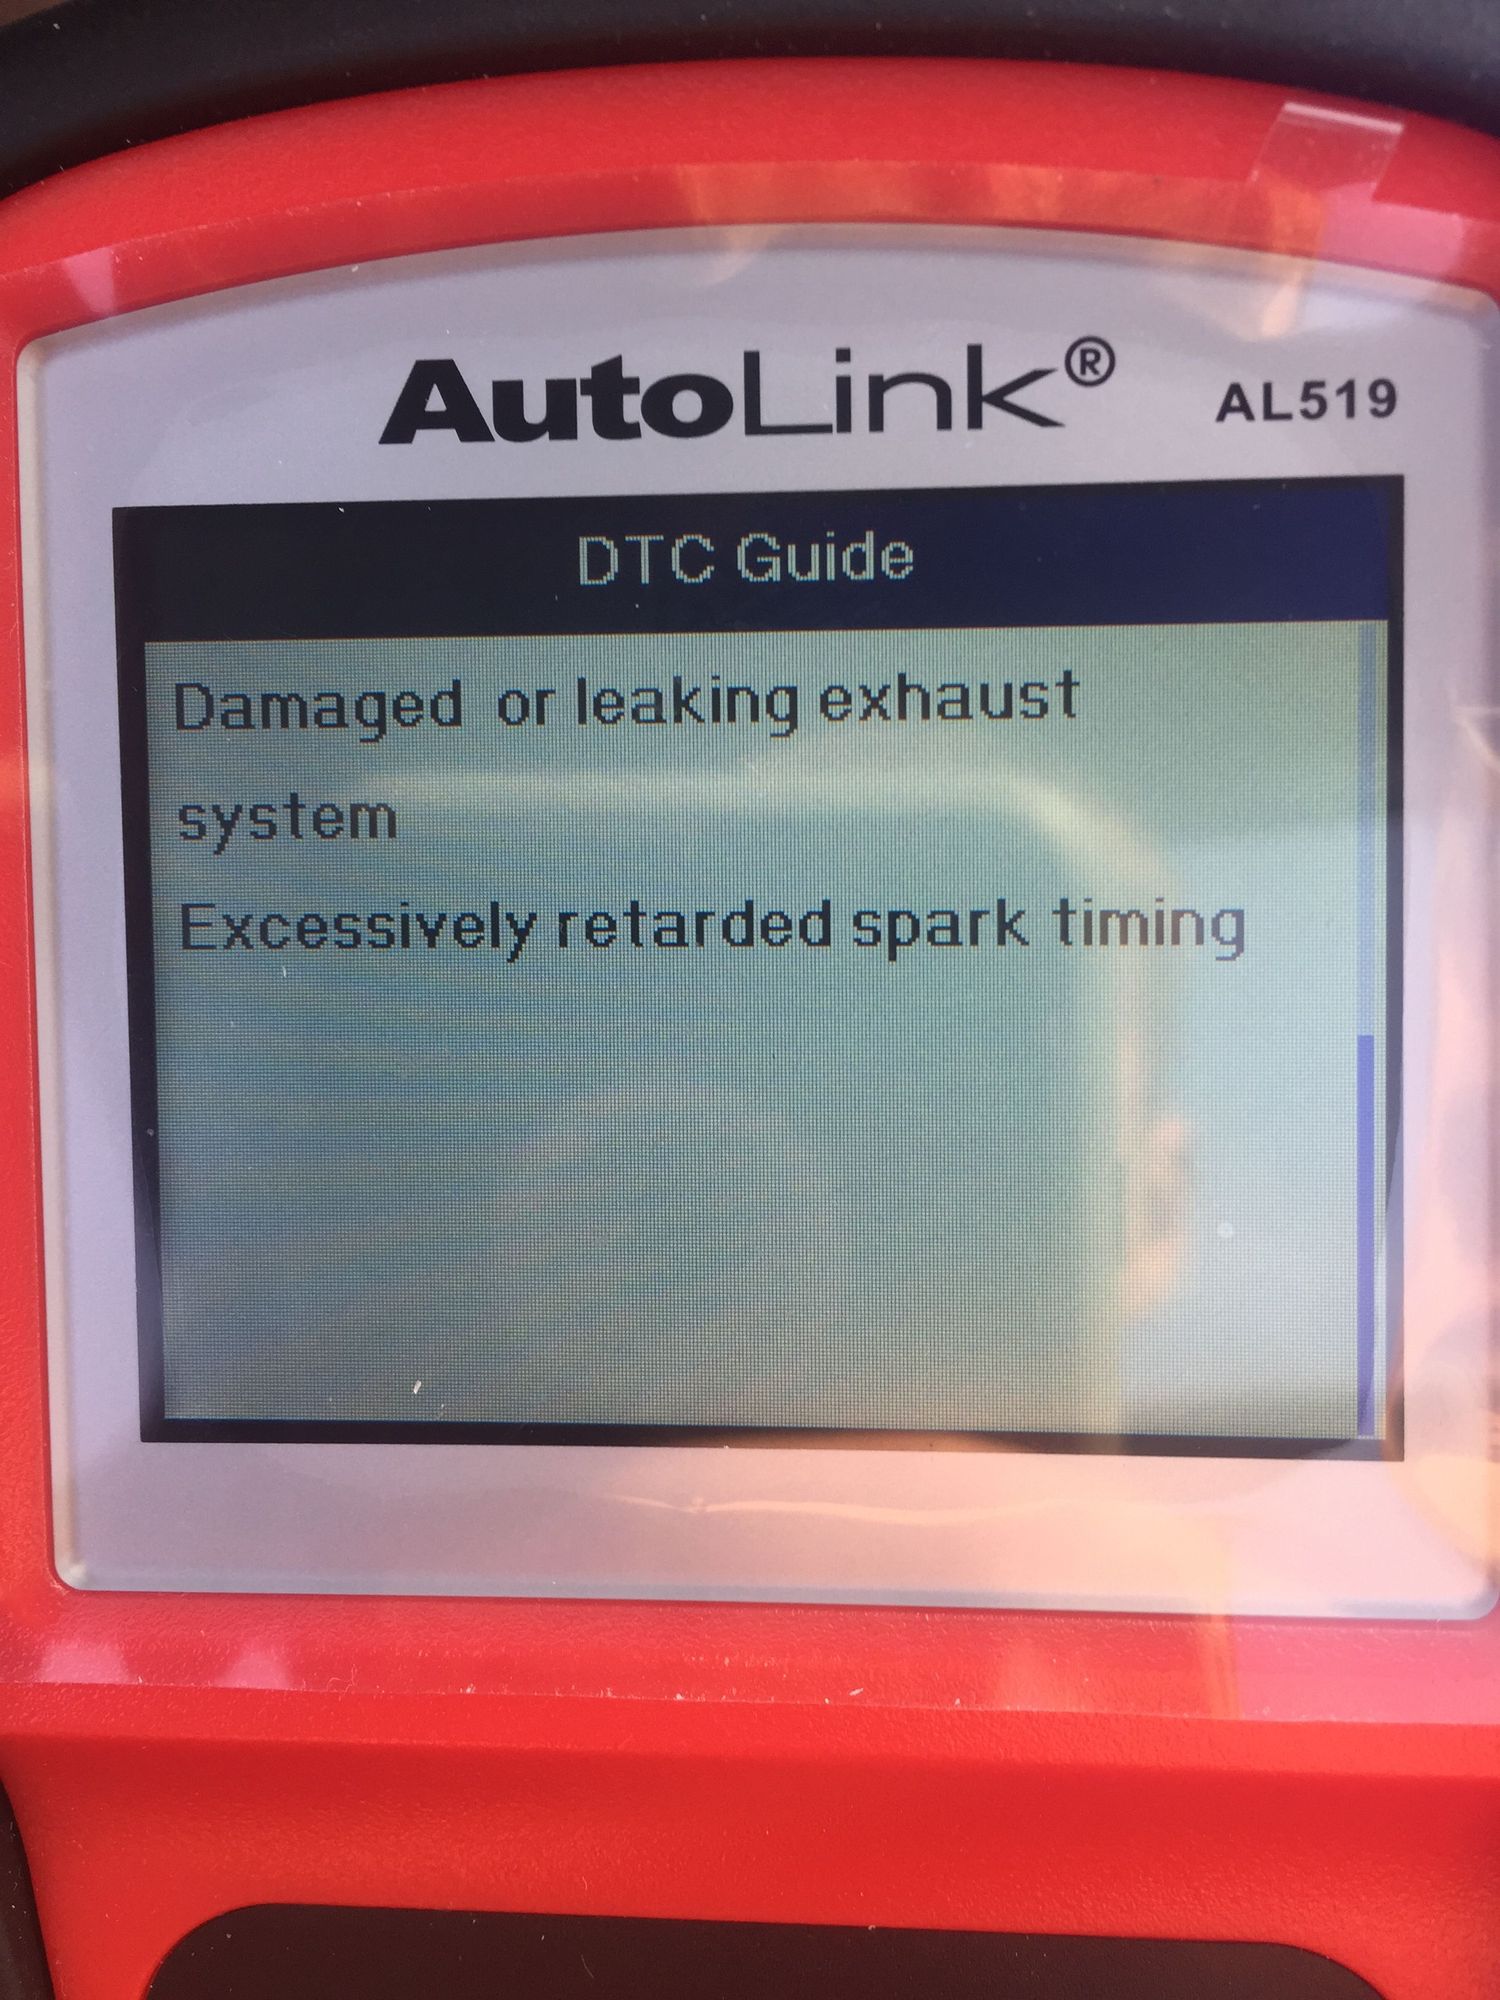 AutoLink® AL519
DTC Guide
Damaged or leaking exhaust
system
Excessively retarded spark timing